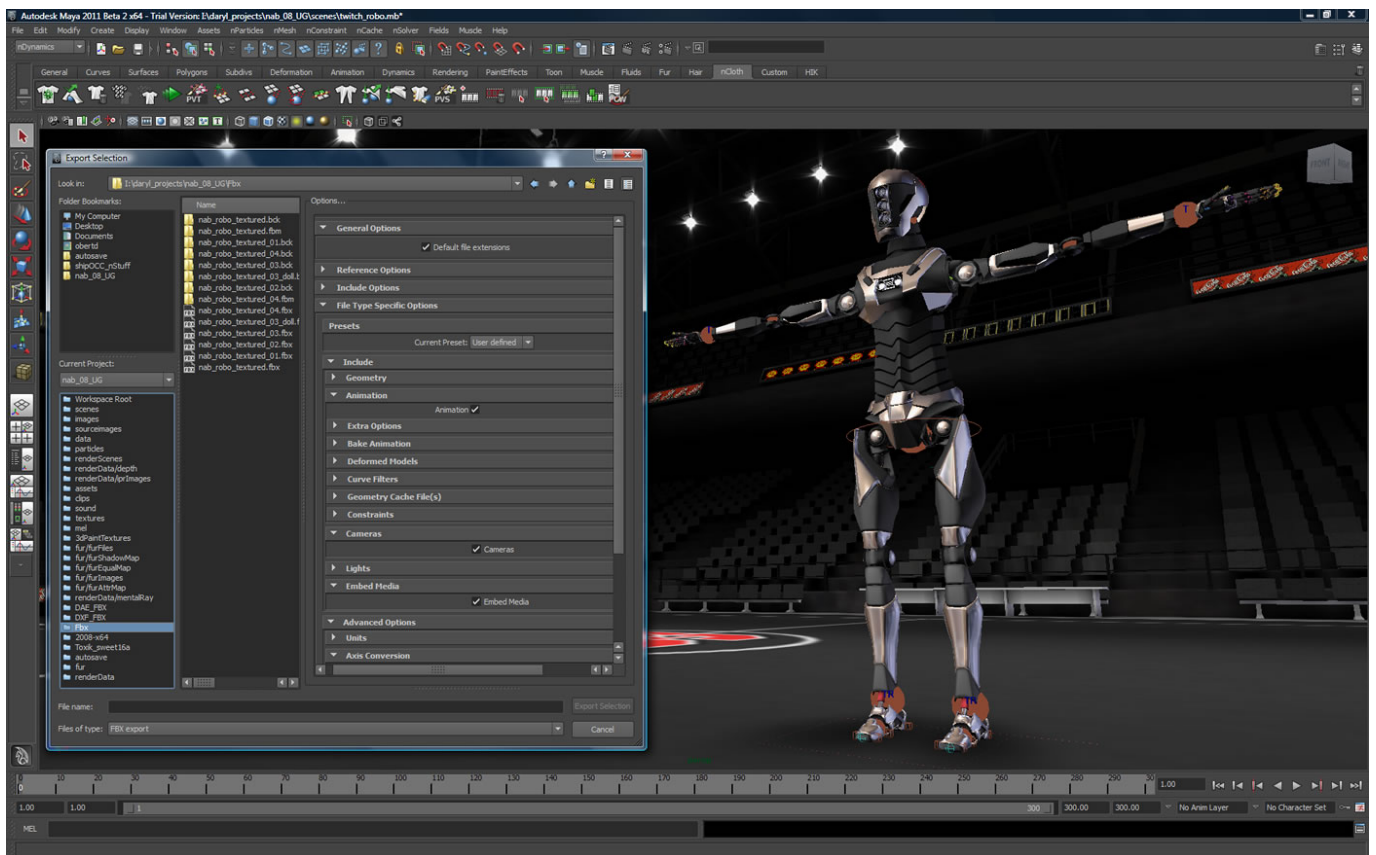 Autodesk Maya 2011 Beta 2 x64 - Trial Version: I:\daryl_projects\nab_08_UG\scenes\twitch_robo.mb*
File Edit Modify Create Display Window Assets nParticles nMesh nConstraint nCache nSolver Fields Muscle Help
nDynamics
General Curves Surfaces Polygons Subdivs Deformation Animation Dynamics Rendering PaintEffects Toon Muscle Fluids Fur Hair nCloth Custom HIK
PVT PVS PCW
Export Selection
Look in: I:\daryl_projects\nab_08_UG\Fbx
Folder Bookmarks:
My Computer
Desktop
Documents
obertd
autosave
shipOCC_nStuff
nab_08_UG
Name
nab_robo_textured.bck
nab_robo_textured.fbm
nab_robo_textured_01.bck
nab_robo_textured_04.bck
nab_robo_textured_03.bck
nab_robo_textured_03_doll.b
nab_robo_textured_02.bck
nab_robo_textured_04.fbm
nab_robo_textured_04.fbx
nab_robo_textured_03_doll.f
nab_robo_textured_03.fbx
nab_robo_textured_02.fbx
nab_robo_textured_01.fbx
nab_robo_textured.fbx
Options...
General Options
Default file extensions
Reference Options
Include Options
File Type Specific Options
Presets
Current Preset: User defined
Include
Geometry
Animation
Animation
Extra Options
Bake Animation
Deformed Models
Curve Filters
Geometry Cache File(s)
Constraints
Cameras
Cameras
Lights
Embed Media
Embed Media
Advanced Options
Units
Axis Conversion
Current Project:
nab_08_UG
Workspace Root
scenes
images
sourceimages
data
particles
renderScenes
renderData/depth
renderData/iprImages
assets
clips
sound
textures
mel
3dPaintTextures
fur/furFiles
fur/furShadowMap
fur/furEqualMap
fur/furImages
fur/furAttrMap
renderData/mentalRay
DAE_FBX
DXF_FBX
Fbx
2008-x64
Toxik_sweet16a
autosave
fur
renderData
File name:
Export Selection
Files of type: FBX export
Cancel
FRONT
T
TR
TR
0 10 20 30 40 50 60 70 80 90 100 110 120 130 140 150 160 170 180 190 200 210 220 230 240 250 260 270 280 290 30
1.00
1.00 1.00 1 300 300.00 300.00 No Anim Layer No Character Set
MEL